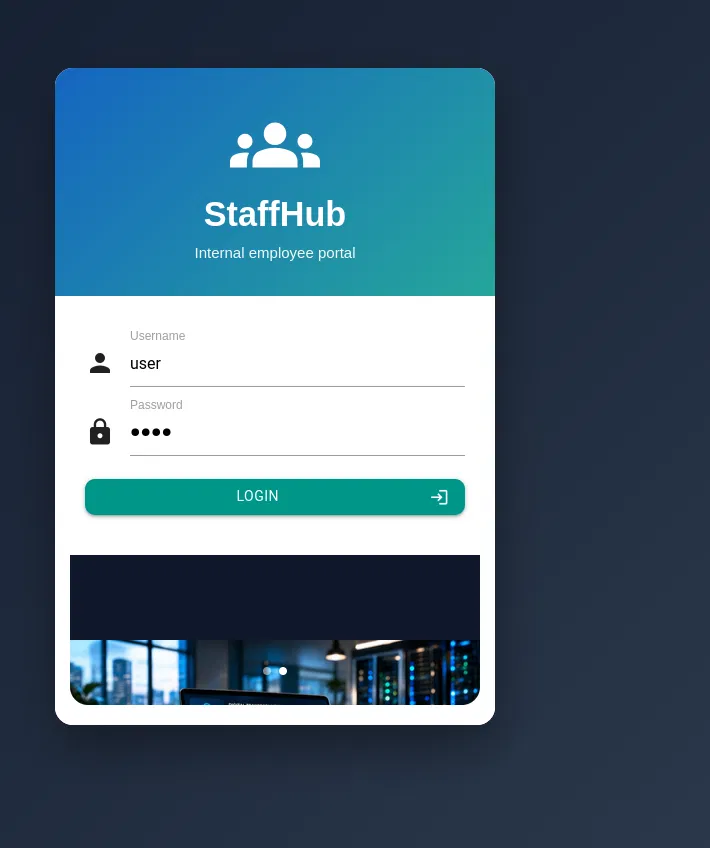 StaffHub
Internal employee portal
Username
user
Password
••••
LOGIN